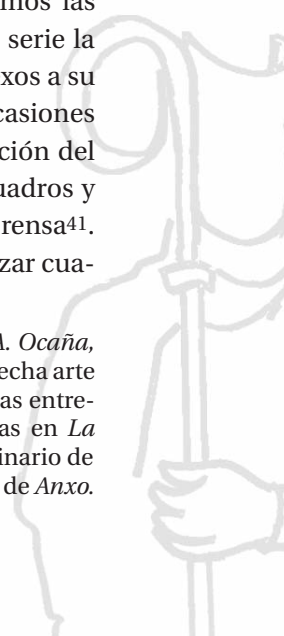 mos las
serie la
xos a su
casiones
ción del
uadros y
rensa41.
zar cua-
A. Ocaña,
echa arte
as entre-
as en La
inario de
de Anxo.